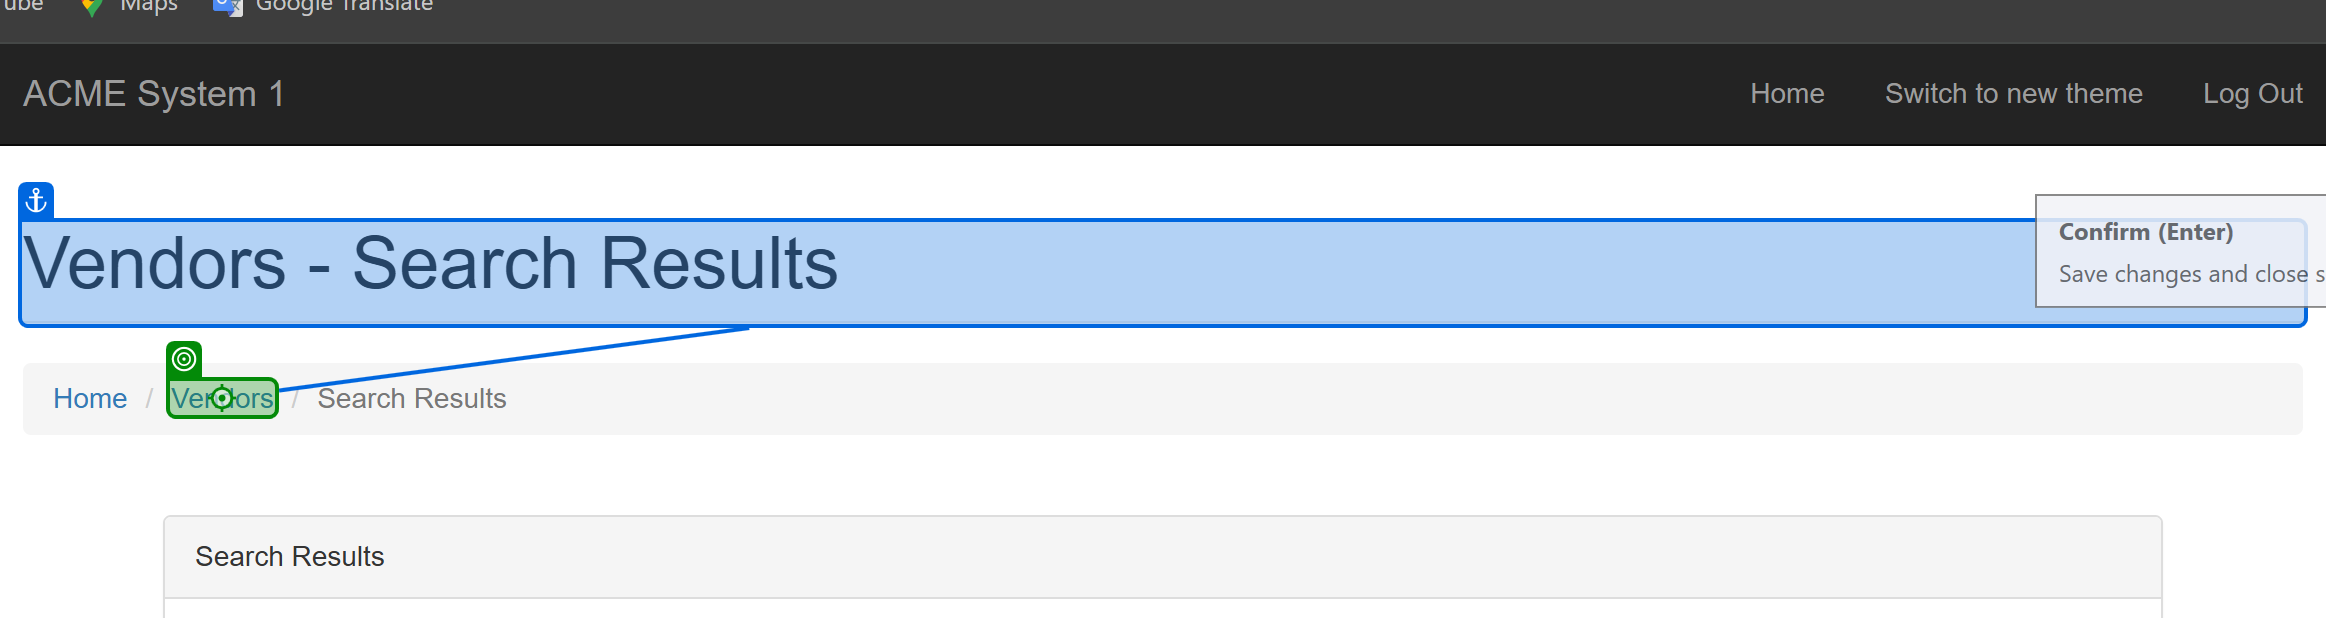 ube Maps Google Translate
ACME System 1 Home Switch to new theme Log Out
Vendors - Search Results
Confirm (Enter)
Save changes and close s
Home / Vendors / Search Results
Search Results